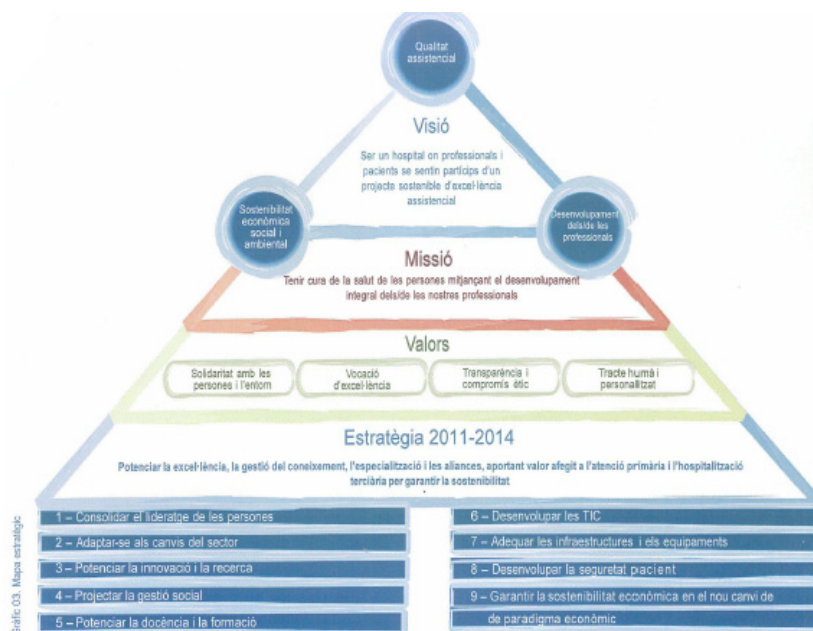 Qualitat
assistencial
Visió
Ser un hospital on professionals i
pacients se sentin partícips d'un
projecte sostenible d'excel·lència
assistencial
Sostenibilitat
econòmica
social i
ambiental
Desenvolupament
dels/de les
professionals
Missió
Tenir cura de la salut de les persones mitjançant el desenvolupament
integral dels/de les nostres professionals
Valors
Solidaritat amb les
persones i l'entorn
Vocació
d'excel·lència
Transparència i
compromís ètic
Tracte humà i
personalitzat
Estratègia 2011-2014
Potenciar la excel·lència, la gestió del coneixement, l'especialització i les aliances, aportant valor afegit a l'atenció primària i l'hospitalització
terciària per garantir la sostenibilitat
1 – Consolidar el lideratge de les persones
2 – Adaptar-se als canvis del sector
3 – Potenciar la innovació i la recerca
4 – Projectar la gestió social
5 – Potenciar la docència i la formació
6 – Desenvolupar les TIC
7 – Adequar les infraestructures i els equipaments
8 – Desenvolupar la seguretat pacient
9 – Garantir la sostenibilitat econòmica en el nou canvi de
de paradigma econòmic
Gràfic 03. Mapa estratègic